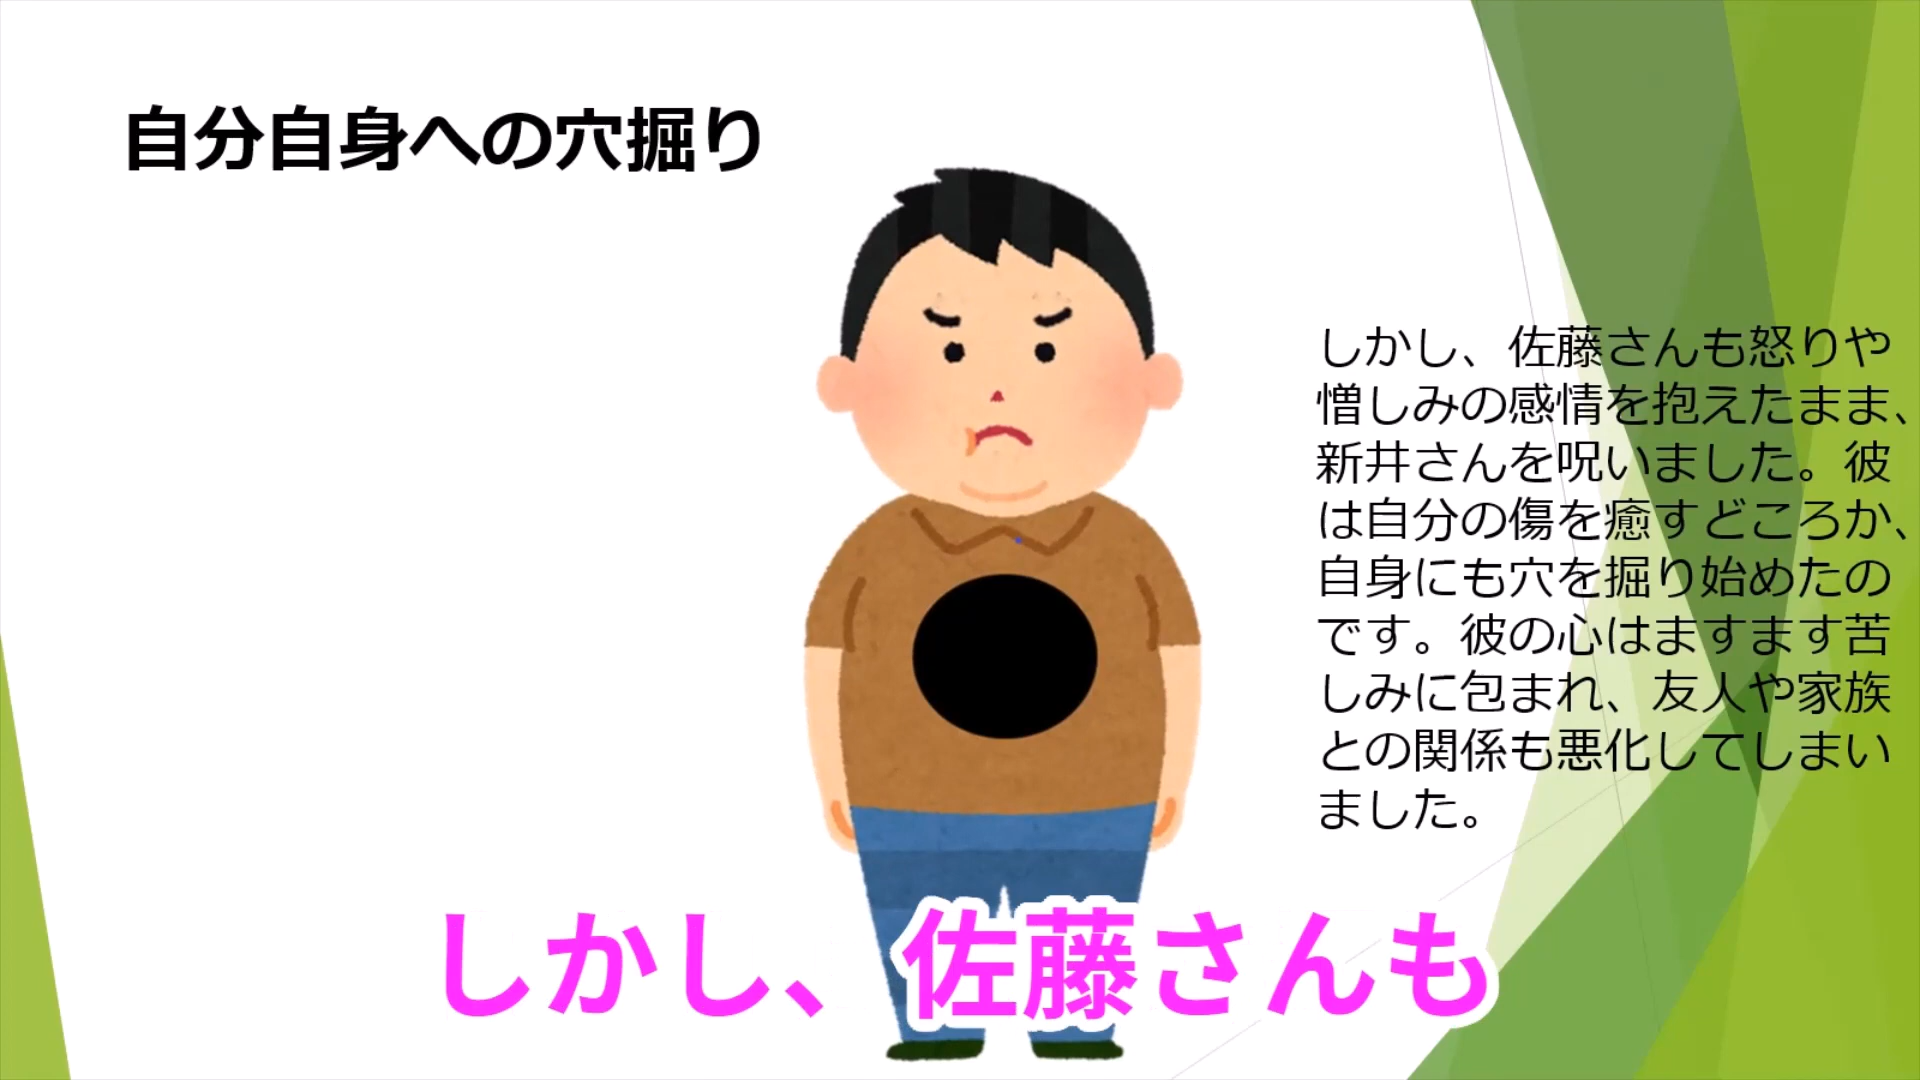 自分自身への穴掘り
しかし、佐藤さんも怒りや
憎しみの感情を抱えたまま、
新井さんを呪いました。彼
は自分の傷を癒すどころか、
自身にも穴を掘り始めたの
です。彼の心はますます苦
しみに包まれ、友人や家族
との関係も悪化してしまい
ました。
しかし、佐藤さんも